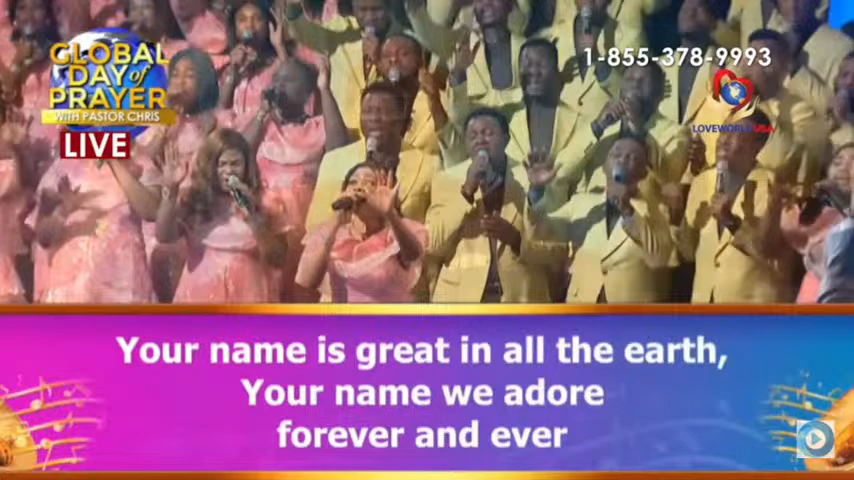 GLOBAL
DAY of
PRAYER
WITH PASTOR CHRIS
LIVE
1-855-378-9993
LOVEWORLD USA
Your name is great in all the earth,
Your name we adore
forever and ever